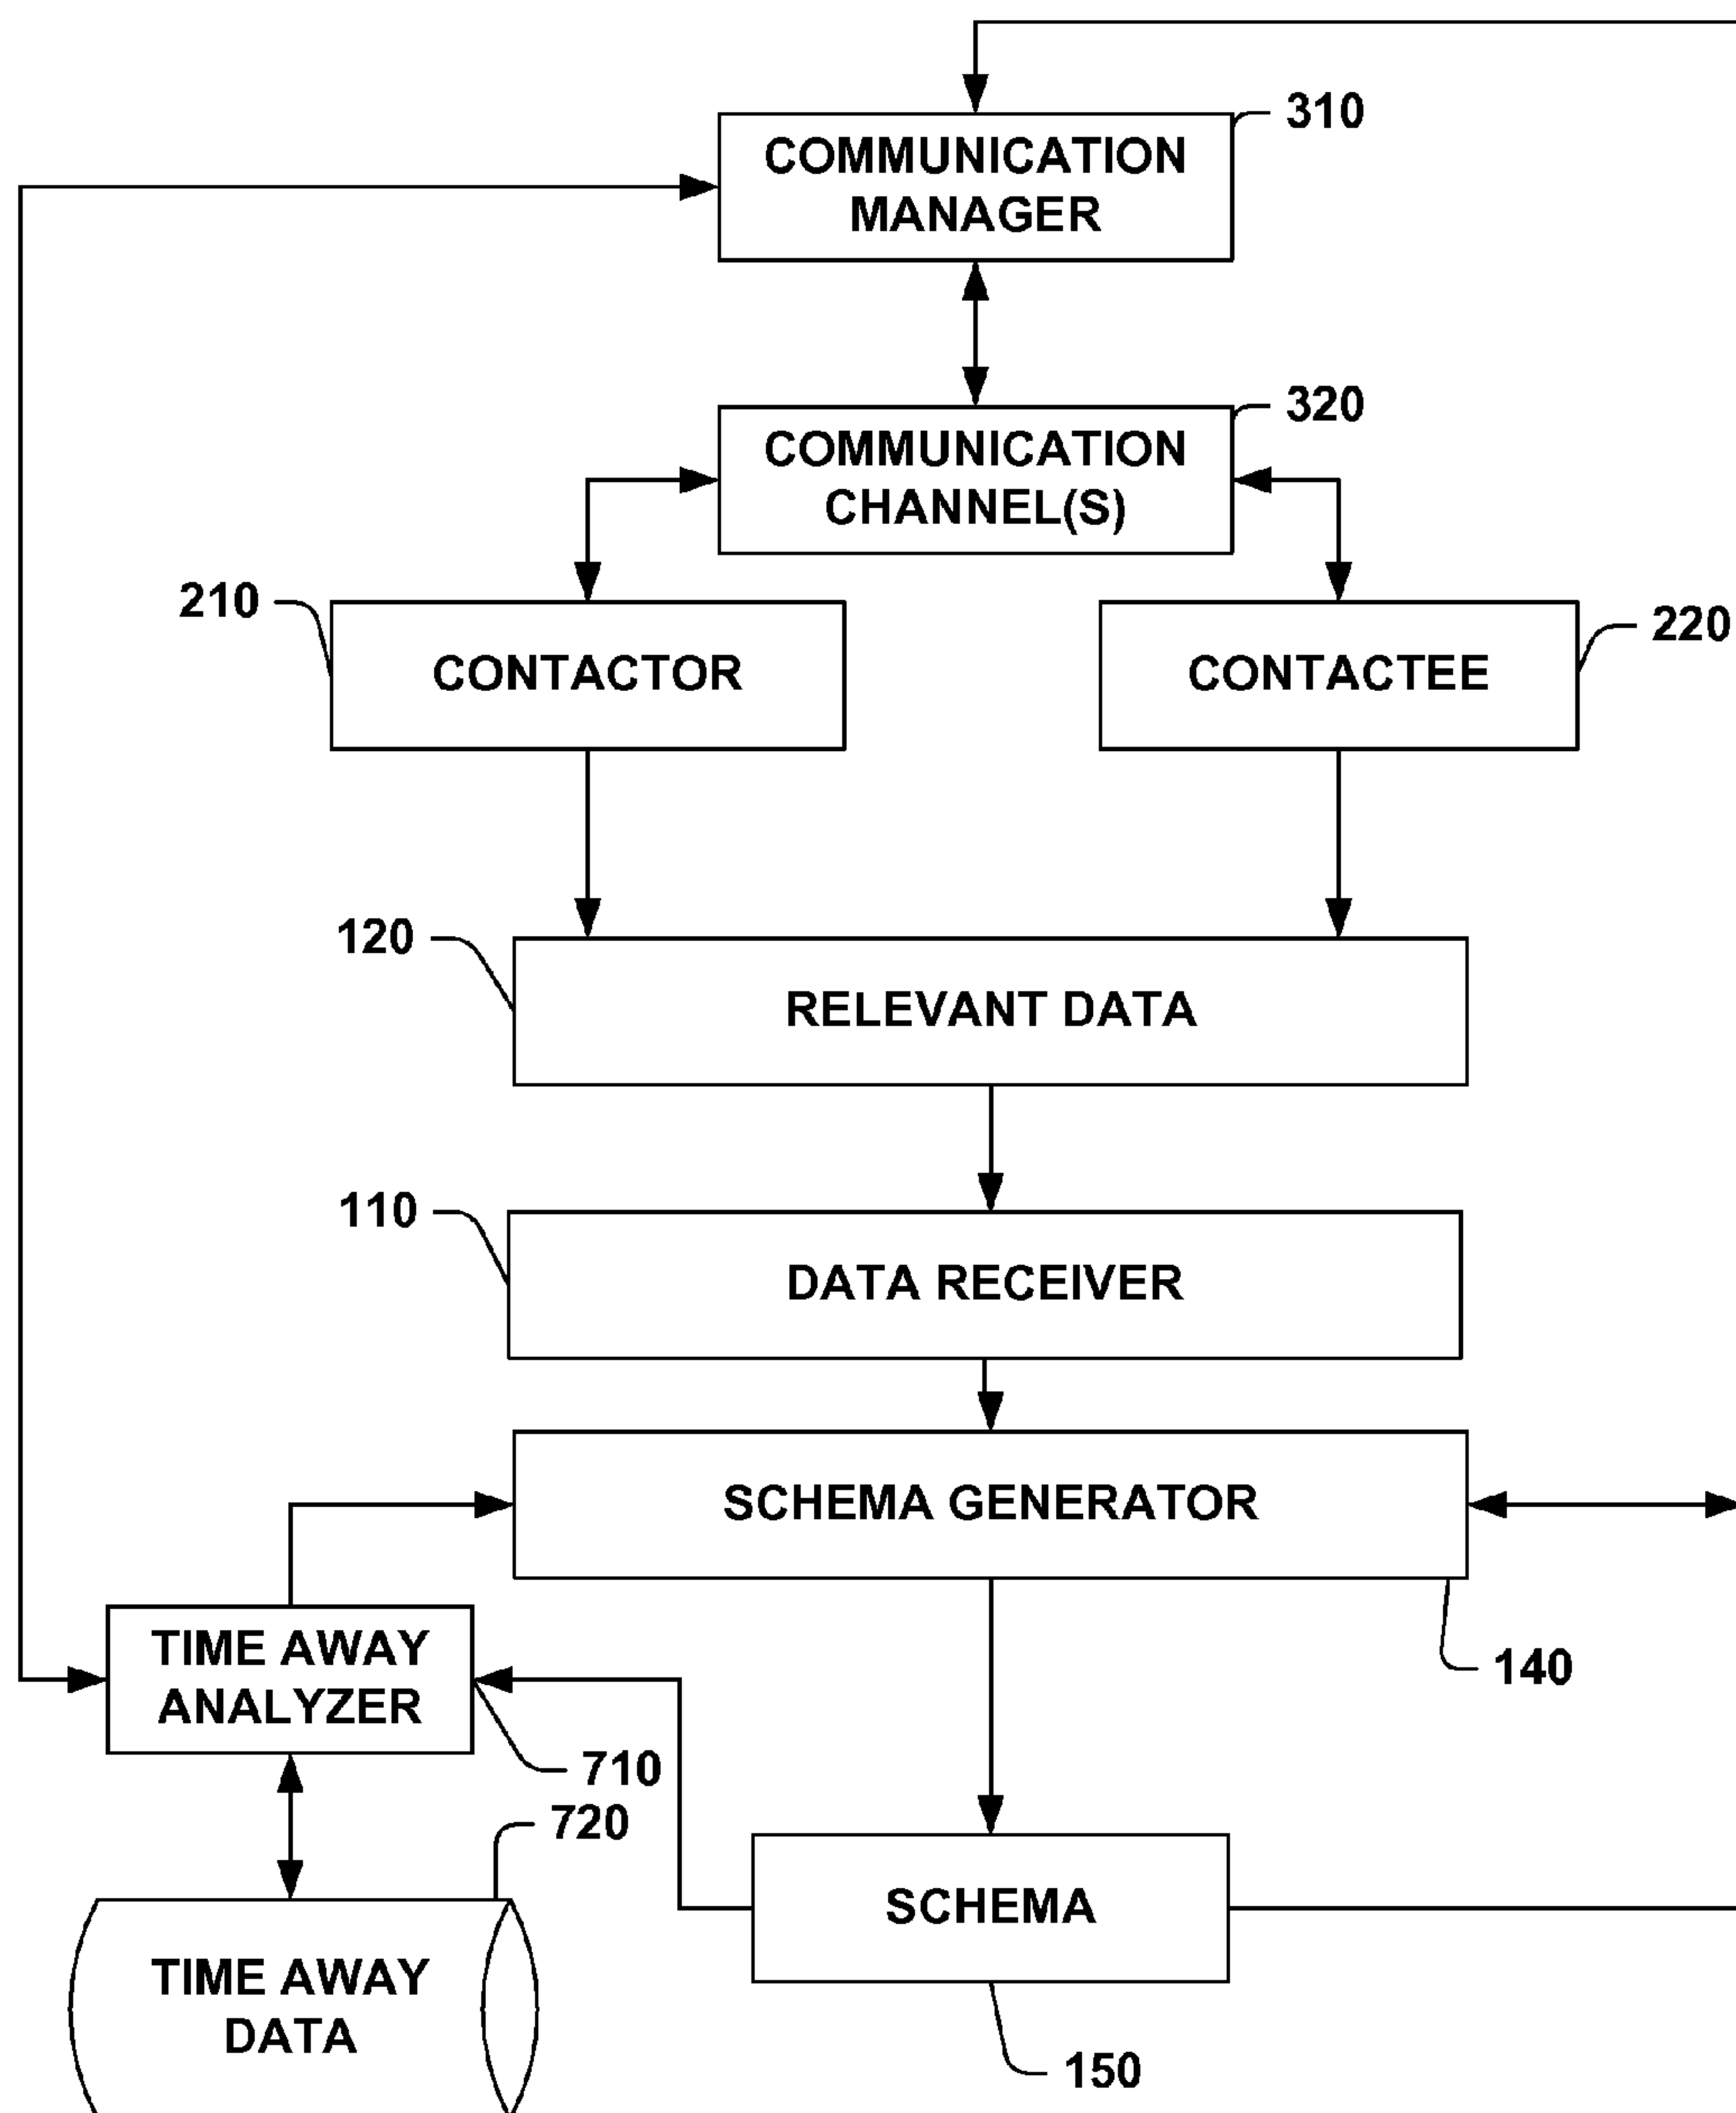 310
COMMUNICATION
MANAGER
320
COMMUNICATION
CHANNEL(S)
210
CONTACTOR
220
CONTACTEE
120
RELEVANT DATA
110
DATA RECEIVER
SCHEMA GENERATOR
140
TIME AWAY
ANALYZER
710
720
SCHEMA
TIME AWAY
DATA
150